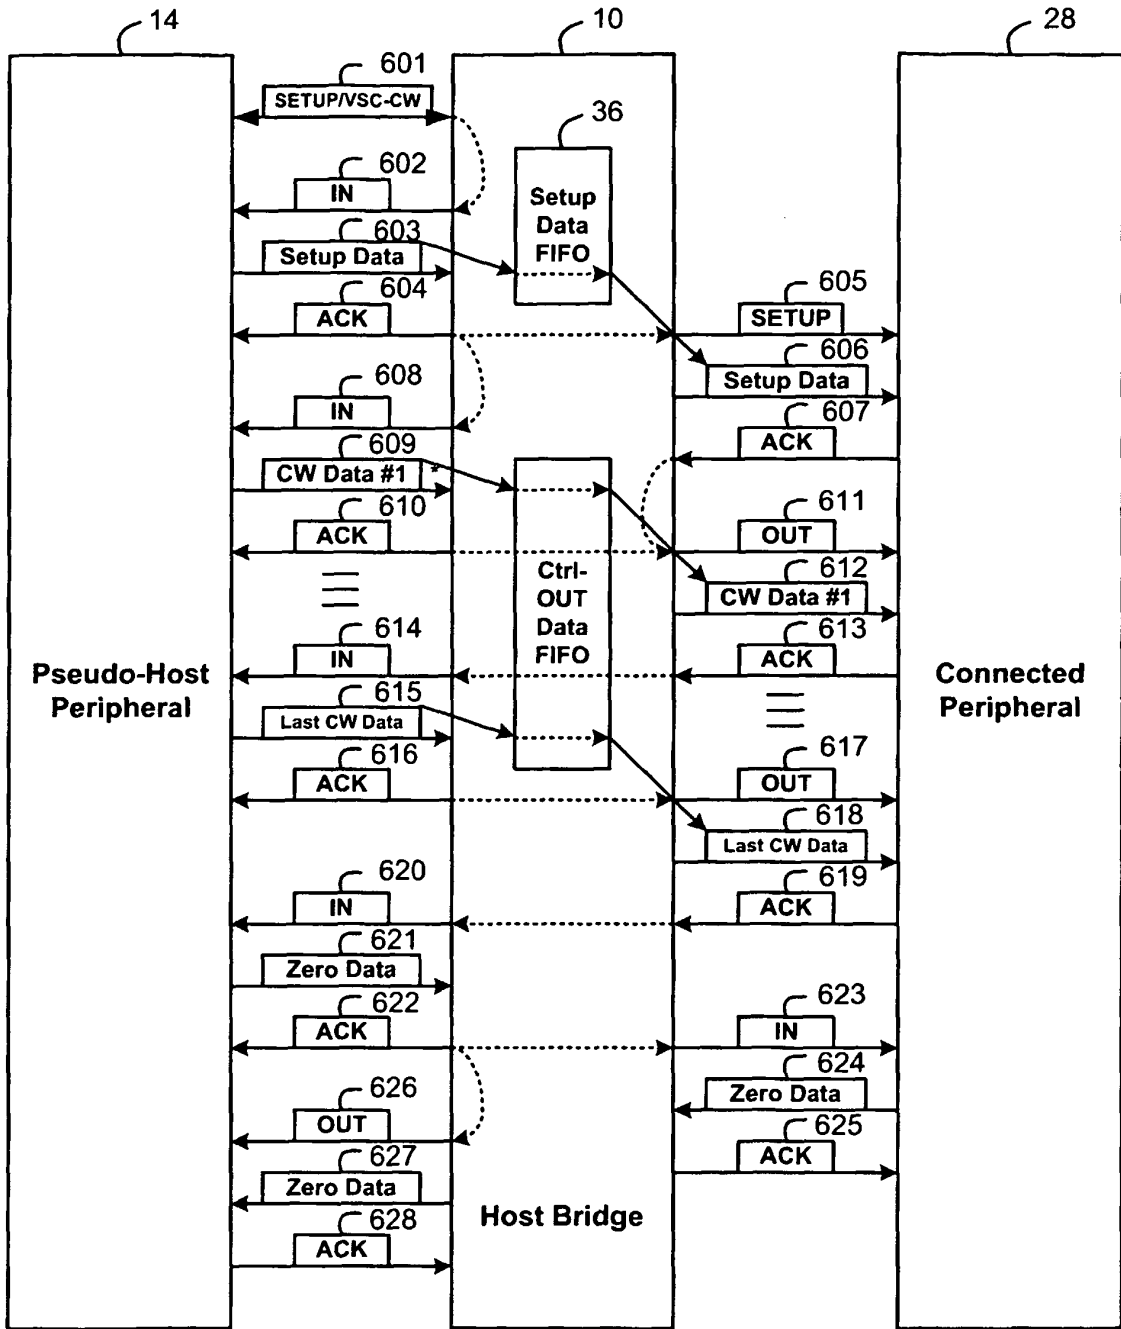 14
10
28
601
SETUP/VSC-CW
36
602
IN
Setup
Data
FIFO
603
Setup Data
604
ACK
605
SETUP
606
Setup Data
608
IN
607
ACK
609
CW Data #1
*
610
ACK
611
OUT
Ctrl-
OUT
Data
FIFO
612
CW Data #1
614
IN
613
ACK
Pseudo-Host
Peripheral
Connected
Peripheral
615
Last CW Data
616
ACK
617
OUT
618
Last CW Data
620
IN
619
ACK
621
Zero Data
622
ACK
623
IN
624
Zero Data
626
OUT
625
ACK
627
Zero Data
Host Bridge
628
ACK